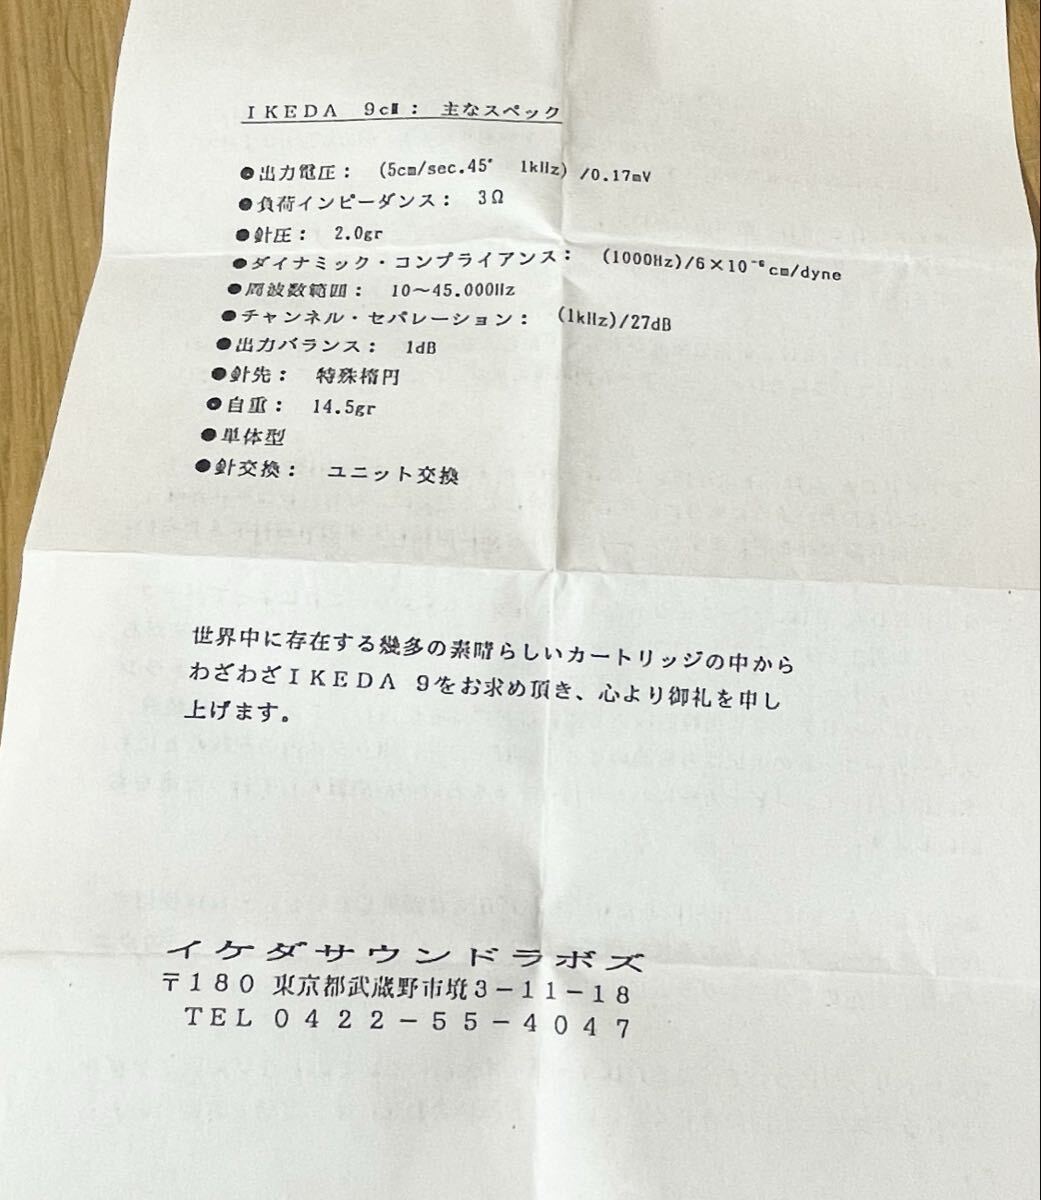 IKEDA 9cⅢ： 主なスペック
●出力電圧： (5cm/sec.45° 1kHz) /0.17mV
●負荷インピーダンス： 3Ω
●針圧： 2.0gr
●ダイナミック・コンプライアンス： (1000Hz)/6×10⁻⁶cm/dyne
●周波数範囲： 10～45.000Hz
●チャンネル・セパレーション： (1kHz)/27dB
●出力バランス： 1dB
●針先： 特殊楕円
●自重： 14.5gr
●単体型
●針交換： ユニット交換
世界中に存在する幾多の素晴らしいカートリッジの中から
わざわざIKEDA 9をお求め頂き、心より御礼を申し
上げます。
イケダサウンドラボズ
〒180 東京都武蔵野市境3-11-18
TEL 0422-55-4047